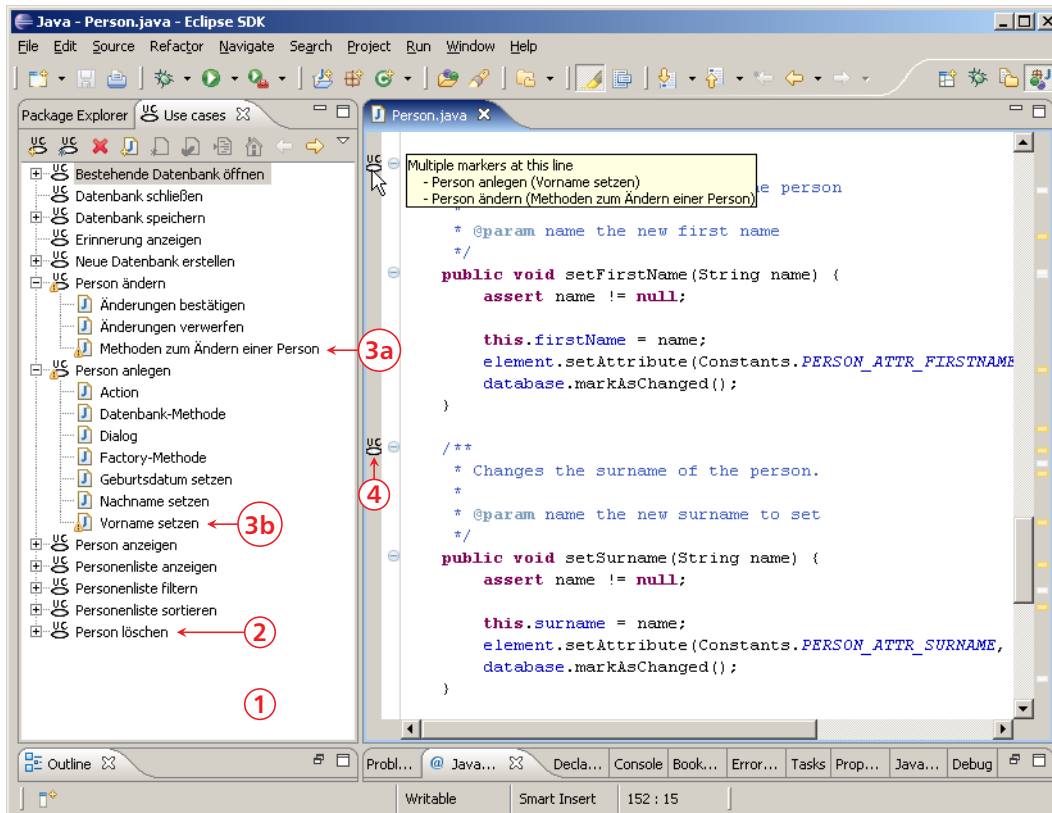 Java - Person.java - Eclipse SDK
File Edit Source Refactor Navigate Search Project Run Window Help
Package Explorer Use cases
Person.java
Bestehende Datenbank öffnen
Datenbank schließen
Datenbank speichern
Erinnerung anzeigen
Neue Datenbank erstellen
Person ändern
Änderungen bestätigen
Änderungen verwerfen
Methoden zum Ändern einer Person
3a
Person anlegen
Action
Datenbank-Methode
Dialog
Factory-Methode
Geburtsdatum setzen
Nachname setzen
Vorname setzen
3b
Person anzeigen
Personenliste anzeigen
Personenliste filtern
Personenliste sortieren
Person löschen
2
1
Multiple markers at this line
- Person anlegen (Vorname setzen)
- Person ändern (Methoden zum Ändern einer Person)
e person
*
* @param name the new first name
*/
public void setFirstName(String name) {
assert name != null;
this.firstName = name;
element.setAttribute(Constants.PERSON_ATTR_FIRSTNAME
database.markAsChanged();
}
UC
4
/**
* Changes the surname of the person.
*
* @param name the new surname to set
*/
public void setSurname(String name) {
assert name != null;
this.surname = name;
element.setAttribute(Constants.PERSON_ATTR_SURNAME,
database.markAsChanged();
}
Outline
Probl... @ Java... Decla... Console Book... Error... Tasks Prop... Java... Debug
Writable Smart Insert 152 : 15